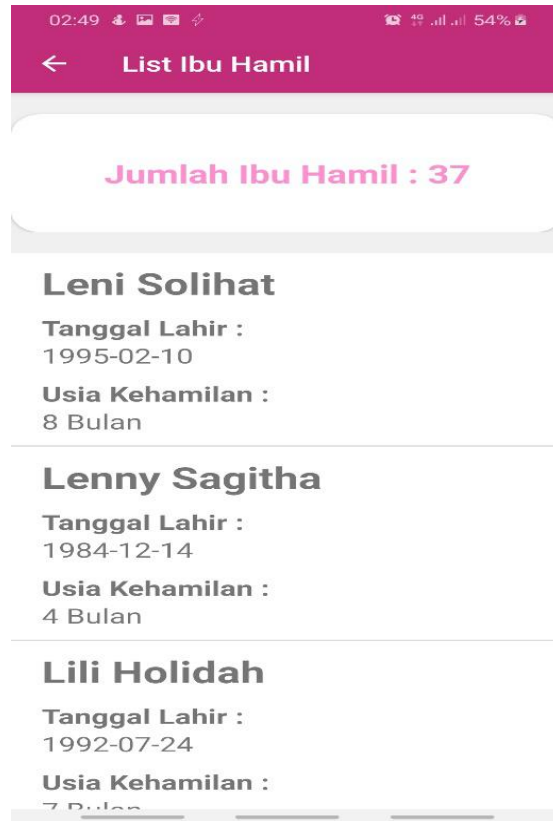 02:49 54%
List Ibu Hamil
Jumlah Ibu Hamil : 37
Leni Solihat
Tanggal Lahir :
1995-02-10
Usia Kehamilan :
8 Bulan
Lenny Sagitha
Tanggal Lahir :
1984-12-14
Usia Kehamilan :
4 Bulan
Lili Holidah
Tanggal Lahir :
1992-07-24
Usia Kehamilan :
7 Bulan